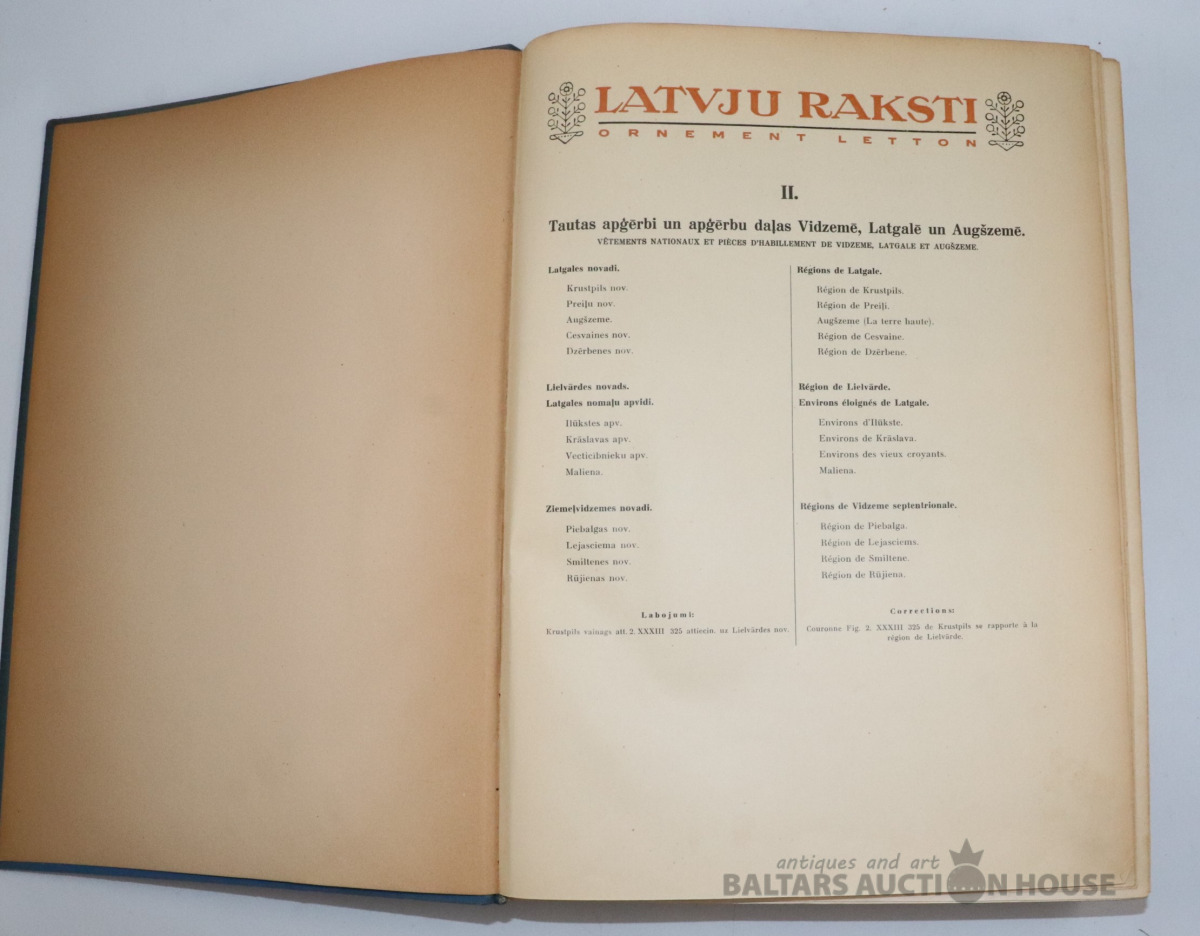 LATVJU RAKSTI
ORNEMENT LETTON
II.
Tautas apģērbi un apģērbu daļas Vidzemē, Latgalē un Augšzemē.
VÊTEMENTS NATIONAUX ET PIÈCES D'HABILLEMENT DE VIDZEME, LATGALE ET AUGŠZEME.
Latgales novadi.
Krustpils nov.
Preiļu nov.
Augšzeme.
Cesvaines nov.
Dzērbenes nov.
Lielvārdes novads.
Latgales nomaļu apvidi.
Ilūkstes apv.
Krāslavas apv.
Vecticībnieku apv.
Maliena.
Ziemeļvidzemes novadi.
Piebalgas nov.
Lejasciema nov.
Smiltenes nov.
Rūjienas nov.
Labojumi:
Krustpils vainags att. 2. XXXIII 325 attiecin. uz Lielvārdes nov.
Régions de Latgale.
Région de Krustpils.
Région de Preiļi.
Augšzeme (La terre haute).
Région de Cesvaine.
Région de Dzērbene.
Région de Lielvārde.
Environs éloignés de Latgale.
Environs d'Ilūkste.
Environs de Krāslava.
Environs des vieux croyants.
Maliena.
Régions de Vidzeme septentrionale.
Région de Piebalga.
Région de Lejasciems.
Région de Smiltene.
Région de Rūjiena.
Corrections:
Couronne Fig. 2. XXXIII 325 de Krustpils se rapporte à la
région de Lielvārde.
antiques and art
BALTARS AUCTION HOUSE